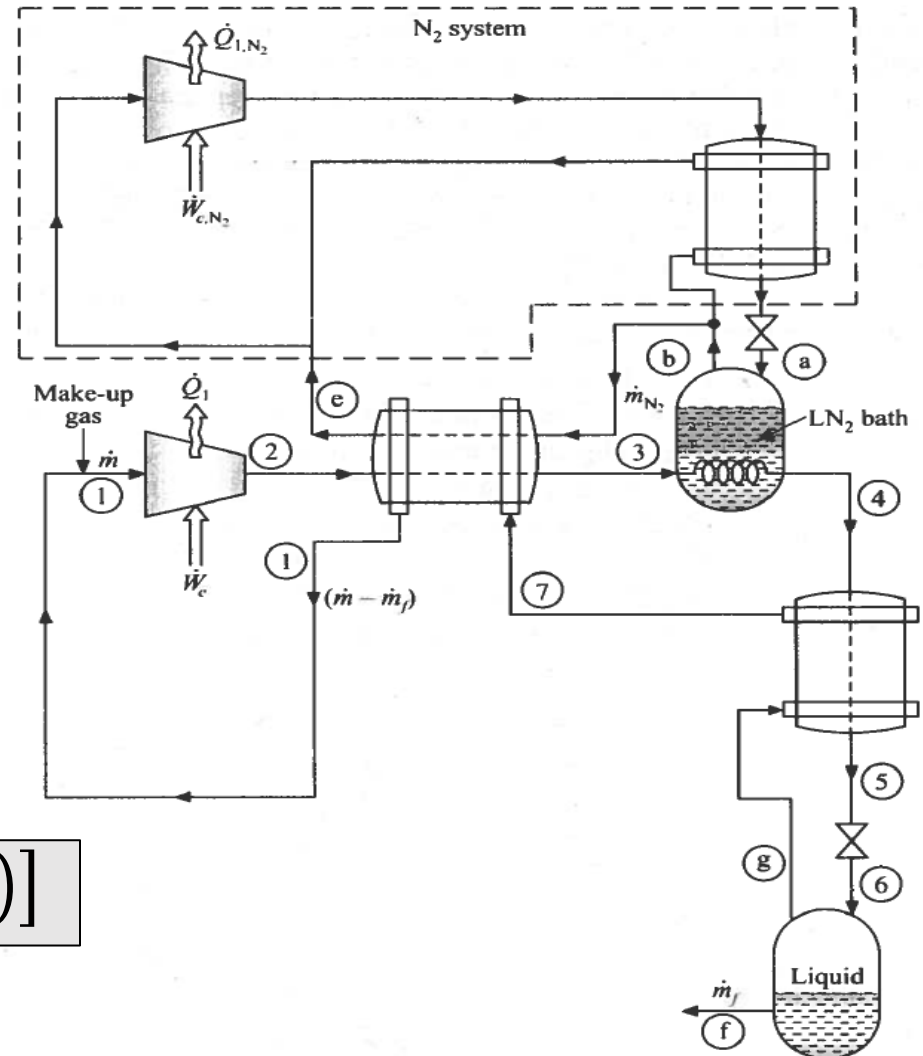 N₂ system
Q̇₁,N₂
Ẇc,N₂
b
a
ṁN₂
LN₂ bath
Make-up
gas
Q̇₁
e
ṁ
1
2
3
4
Ẇc
1
(ṁ − ṁf)
7
5
g
6
)]
Liquid
ṁf
f